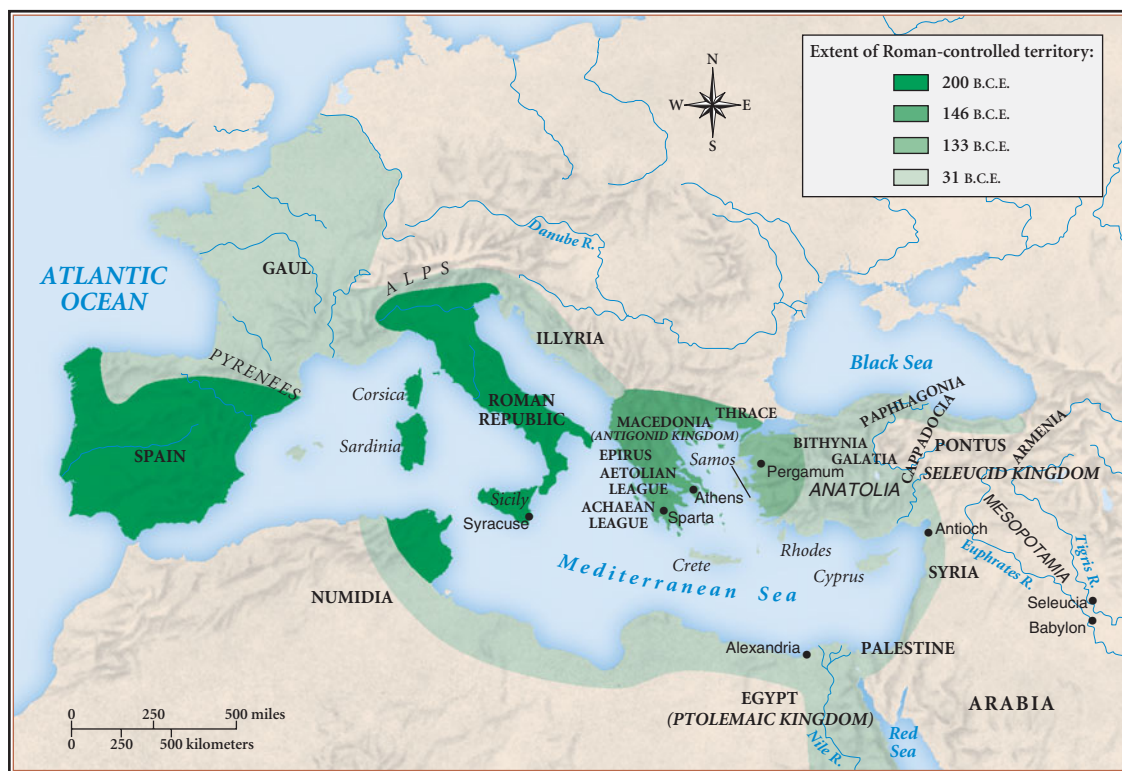 Extent of Roman-controlled territory:
200 B.C.E.
146 B.C.E.
133 B.C.E.
31 B.C.E.
N
W E
S
ATLANTIC
OCEAN
GAUL
ALPS
Danube R.
PYRENEES
ILLYRIA
Black Sea
Corsica
Sardinia
ROMAN
REPUBLIC
SPAIN
MACEDONIA
(ANTIGONID KINGDOM)
THRACE
PAPHLAGONIA
BITHYNIA
GALATIA
CAPPADOCIA
PONTUS
ARMENIA
EPIRUS
Samos
Pergamum
SELEUCID KINGDOM
AETOLIAN
LEAGUE
ANATOLIA
Athens
ACHAEAN
LEAGUE
Sparta
Sicily
Syracuse
MESOPOTAMIA
Antioch
Tigris R.
Euphrates R.
Crete
Rhodes
Cyprus
SYRIA
Mediterranean Sea
NUMIDIA
Seleucia
Babylon
Alexandria
PALESTINE
EGYPT
(PTOLEMAIC KINGDOM)
ARABIA
Nile R.
Red
Sea
0 250 500 miles
0 250 500 kilometers